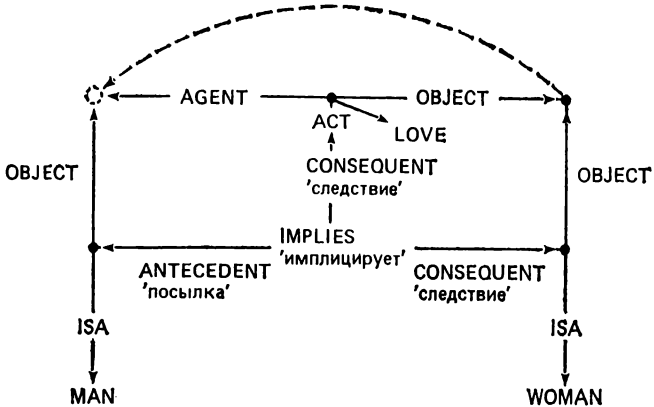 AGENT
OBJECT
ACT
LOVE
OBJECT
CONSEQUENT
'следствие'
OBJECT
IMPLIES
'имплицирует'
ANTECEDENT
'посылка'
CONSEQUENT
'следствие'
ISA
ISA
MAN
WOMAN